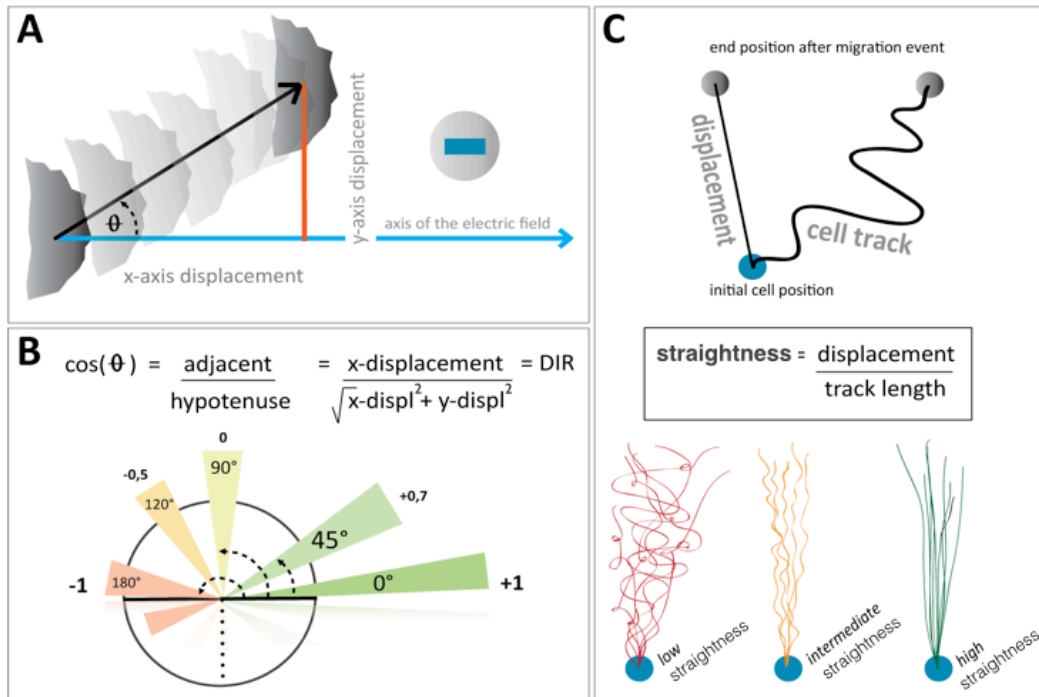 A
y-axis displacement
θ
axis of the electric field
x-axis displacement
B
cos(θ) = adjacent / hypotenuse = x-displacement / √x-displ² + y-displ² = DIR
0
-0,5
90°
120°
+0,7
45°
-1
180°
0°
+1
C
end position after migration event
displacement
cell track
initial cell position
straightness = displacement / track length
low straightness
intermediate straightness
high straightness